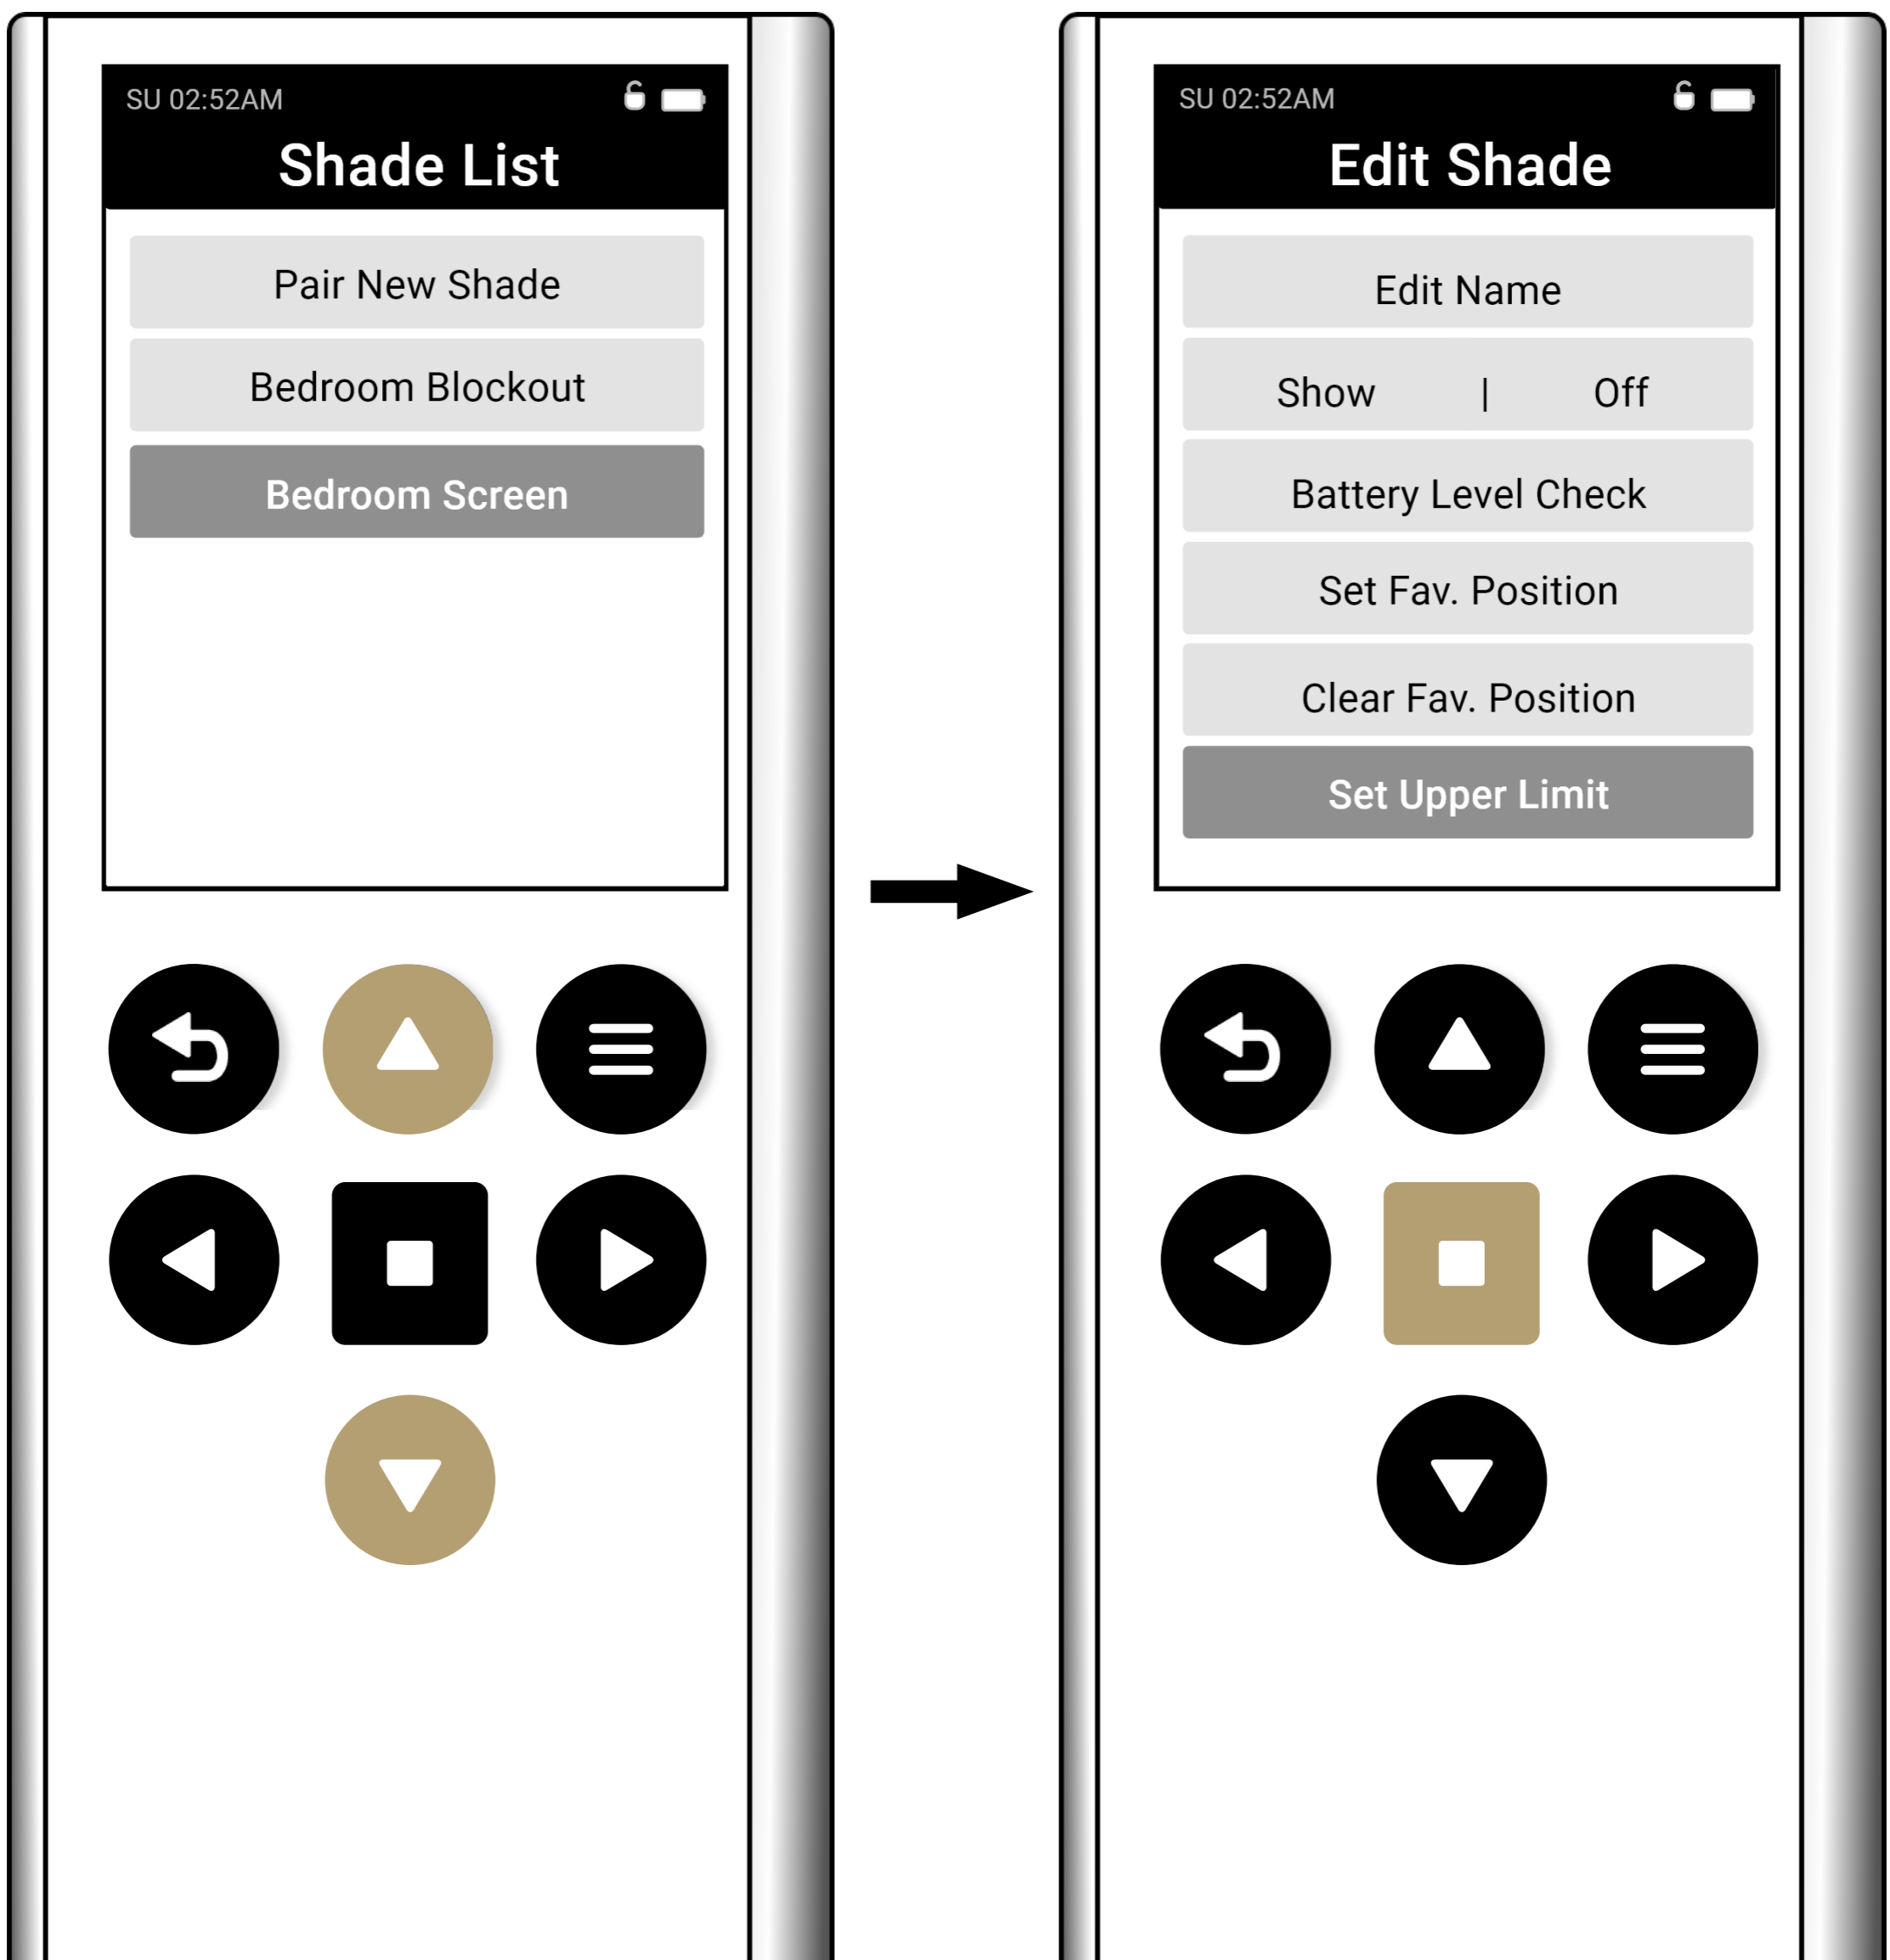 SU 02:52AM
Shade List
Pair New Shade
Bedroom Blockout
Bedroom Screen
SU 02:52AM
Edit Shade
Edit Name
Show | Off
Battery Level Check
Set Fav. Position
Clear Fav. Position
Set Upper Limit